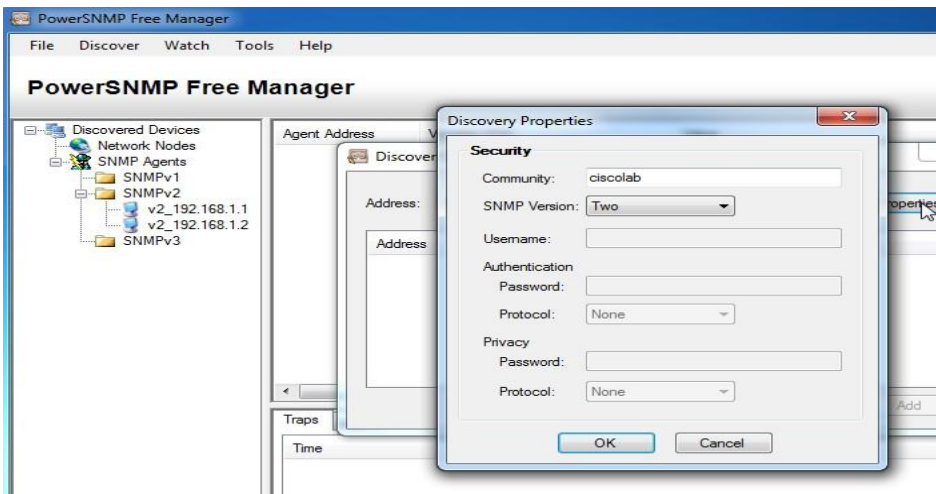 PowerSNMP Free Manager
File Discover Watch Tools Help
PowerSNMP Free Manager
Discovered Devices
Network Nodes
SNMP Agents
SNMPv1
SNMPv2
v2_192.168.1.1
v2_192.168.1.2
SNMPv3
Agent Address
Discover
Address:
Address
Traps
Time
Add
Discovery Properties
Security
Community: ciscolab
SNMP Version: Two
Username:
Authentication
Password:
Protocol: None
Privacy
Password:
Protocol: None
OK Cancel